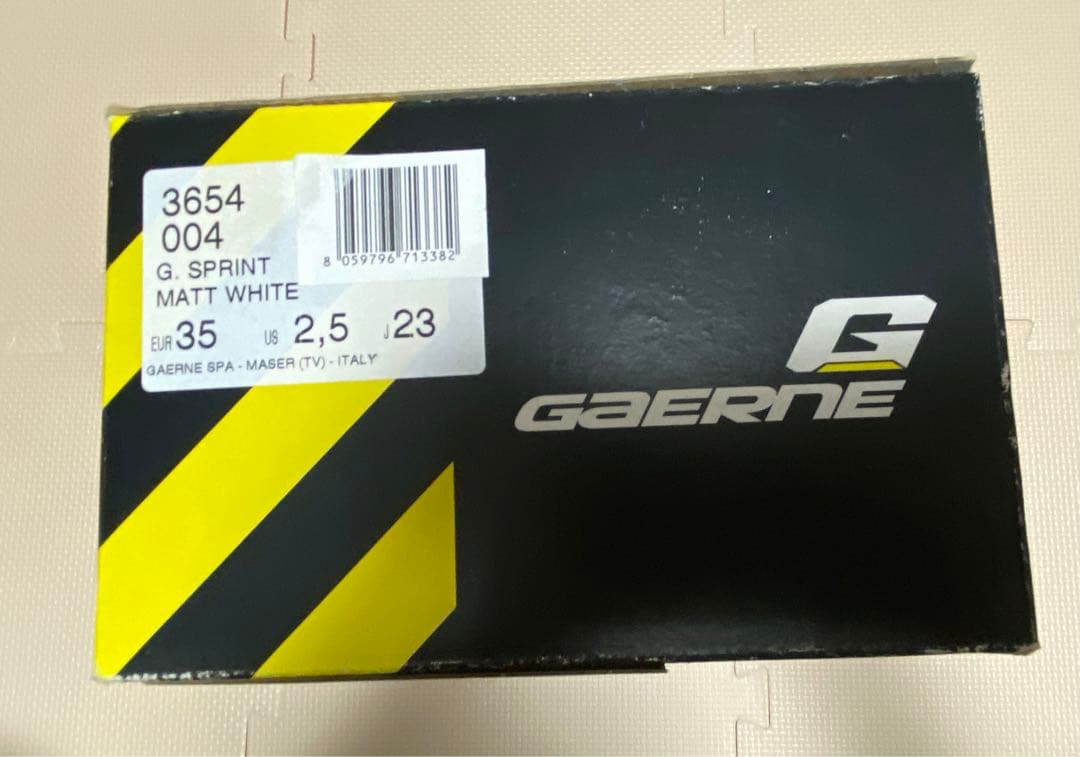 3654
004
G. SPRINT
MATT WHITE
8 059796 713382
EUR 35 US 2,5 J 23
GAERNE SPA - MASER (TV) - ITALY
G
GAERNE